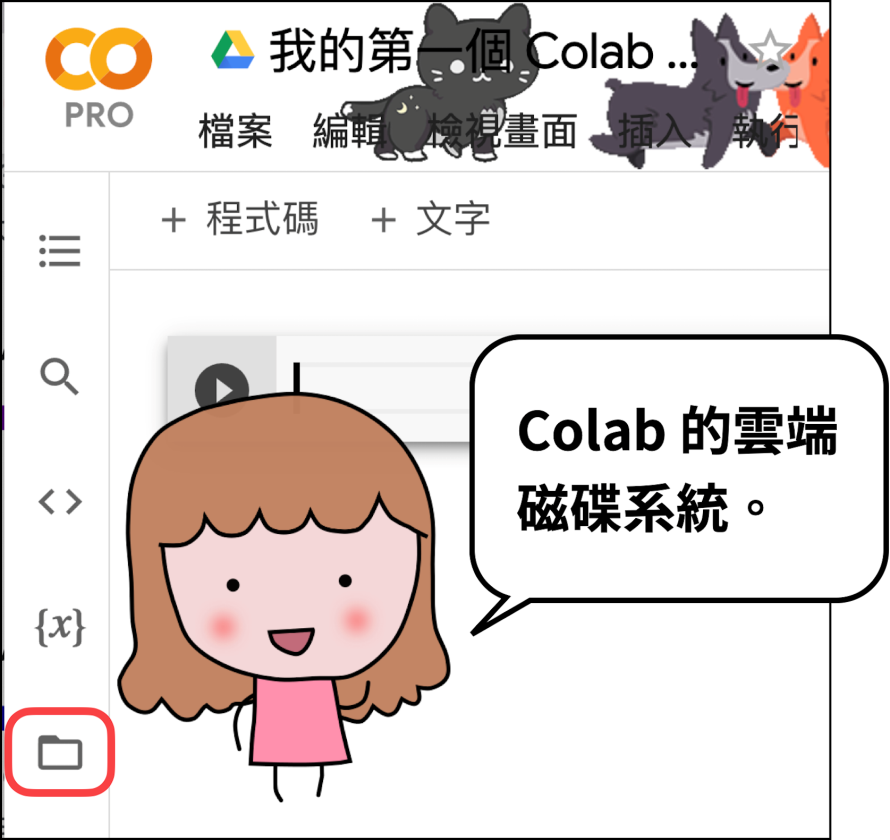 CO
PRO
我的第一個 Colab ...
檔案 編輯 檢視畫面 插入 執行
+ 程式碼 + 文字
Colab 的雲端
磁碟系統。
{x}